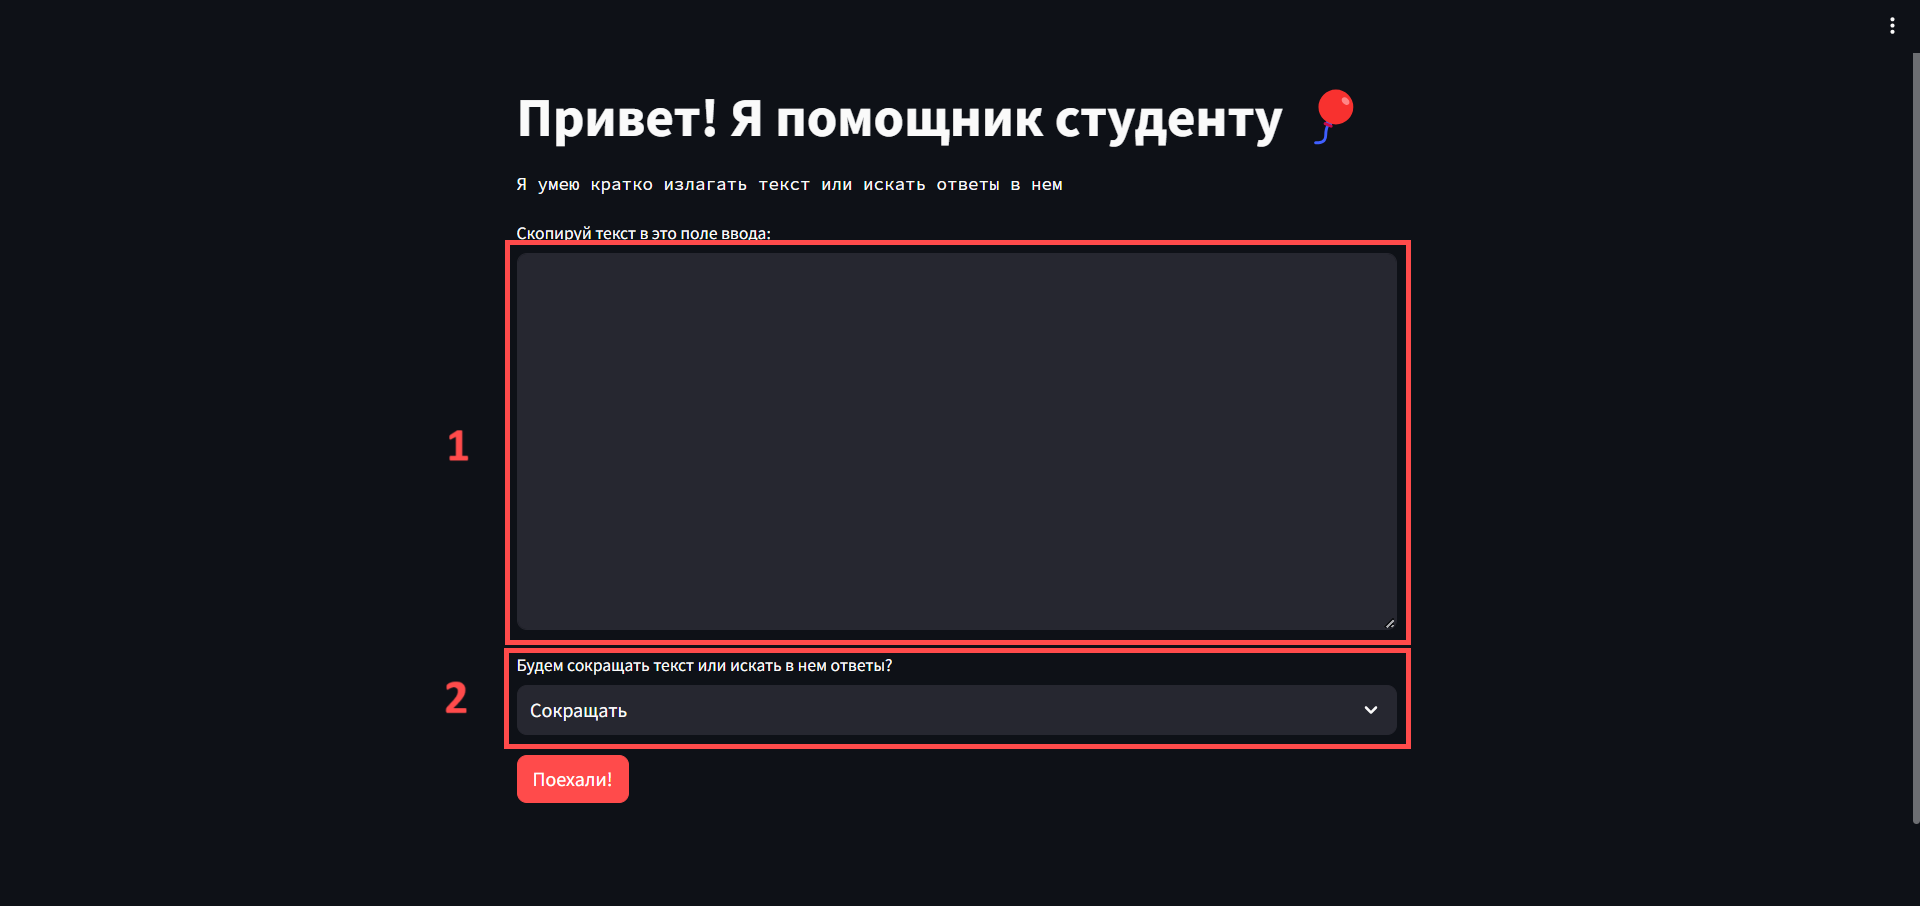 Привет! Я помощник студенту
Я умею кратко излагать текст или искать ответы в нем
Скопируй текст в это поле ввода:
1
Будем сокращать текст или искать в нем ответы?
2
Сокращать
Поехали!